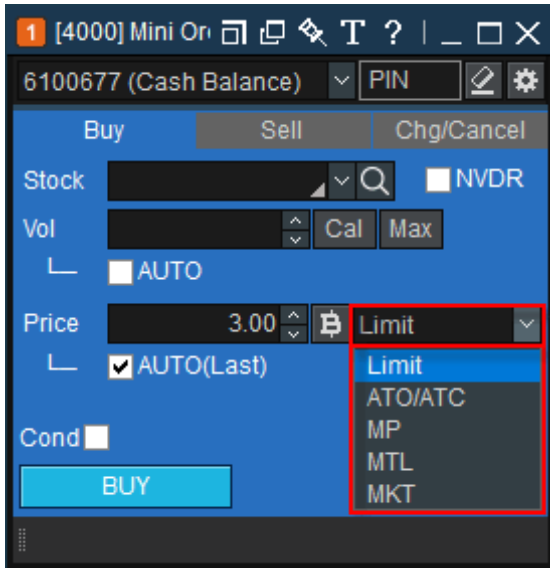 1 [4000] Mini Or T ?
6100677 (Cash Balance) PIN
Buy Sell Chg/Cancel
Stock NVDR
Vol Cal Max
AUTO
Price 3.00 Limit
AUTO(Last) Limit
ATO/ATC
MP
Cond
MTL
BUY MKT